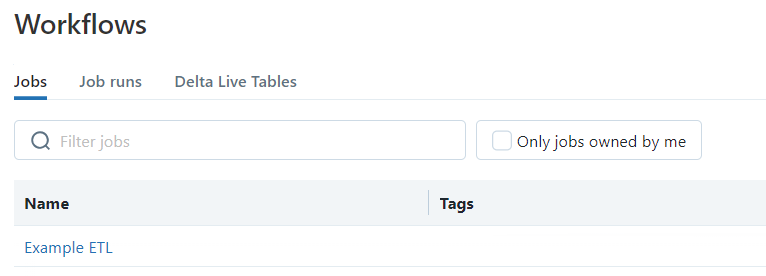 Workflows
Jobs Job runs Delta Live Tables
Filter jobs Only jobs owned by me
Name Tags
Example ETL